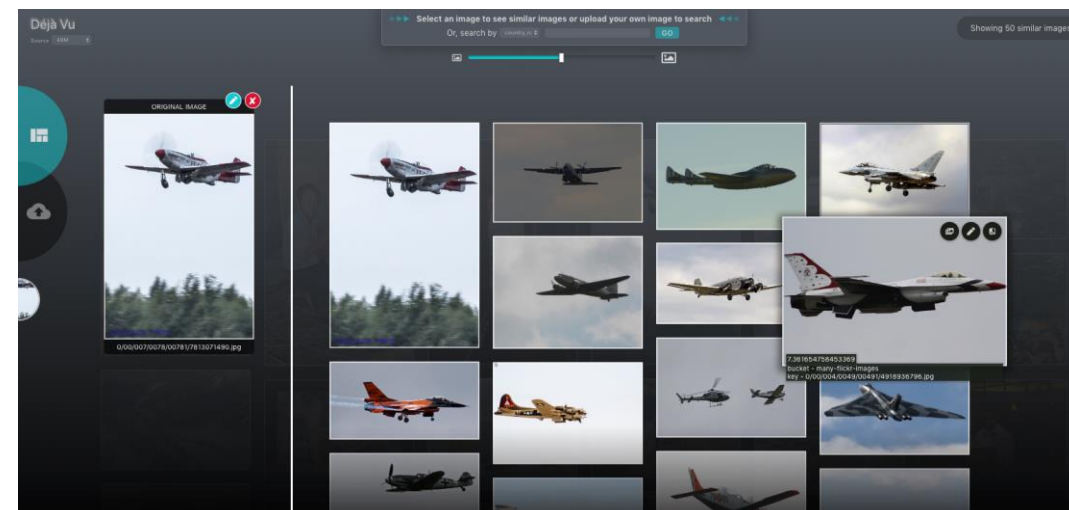 Déjà Vu
Select an image to see similar images or upload your own image to search
Showing 50 similar images
Source
Or, search by country_is GO
ORIGINAL IMAGE
0/00/007/0078/00781/7813071490.jpg
7.361654758453369
bucket - many-flickr-images
key - 0/00/004/0049/00491/4918936796.jpg